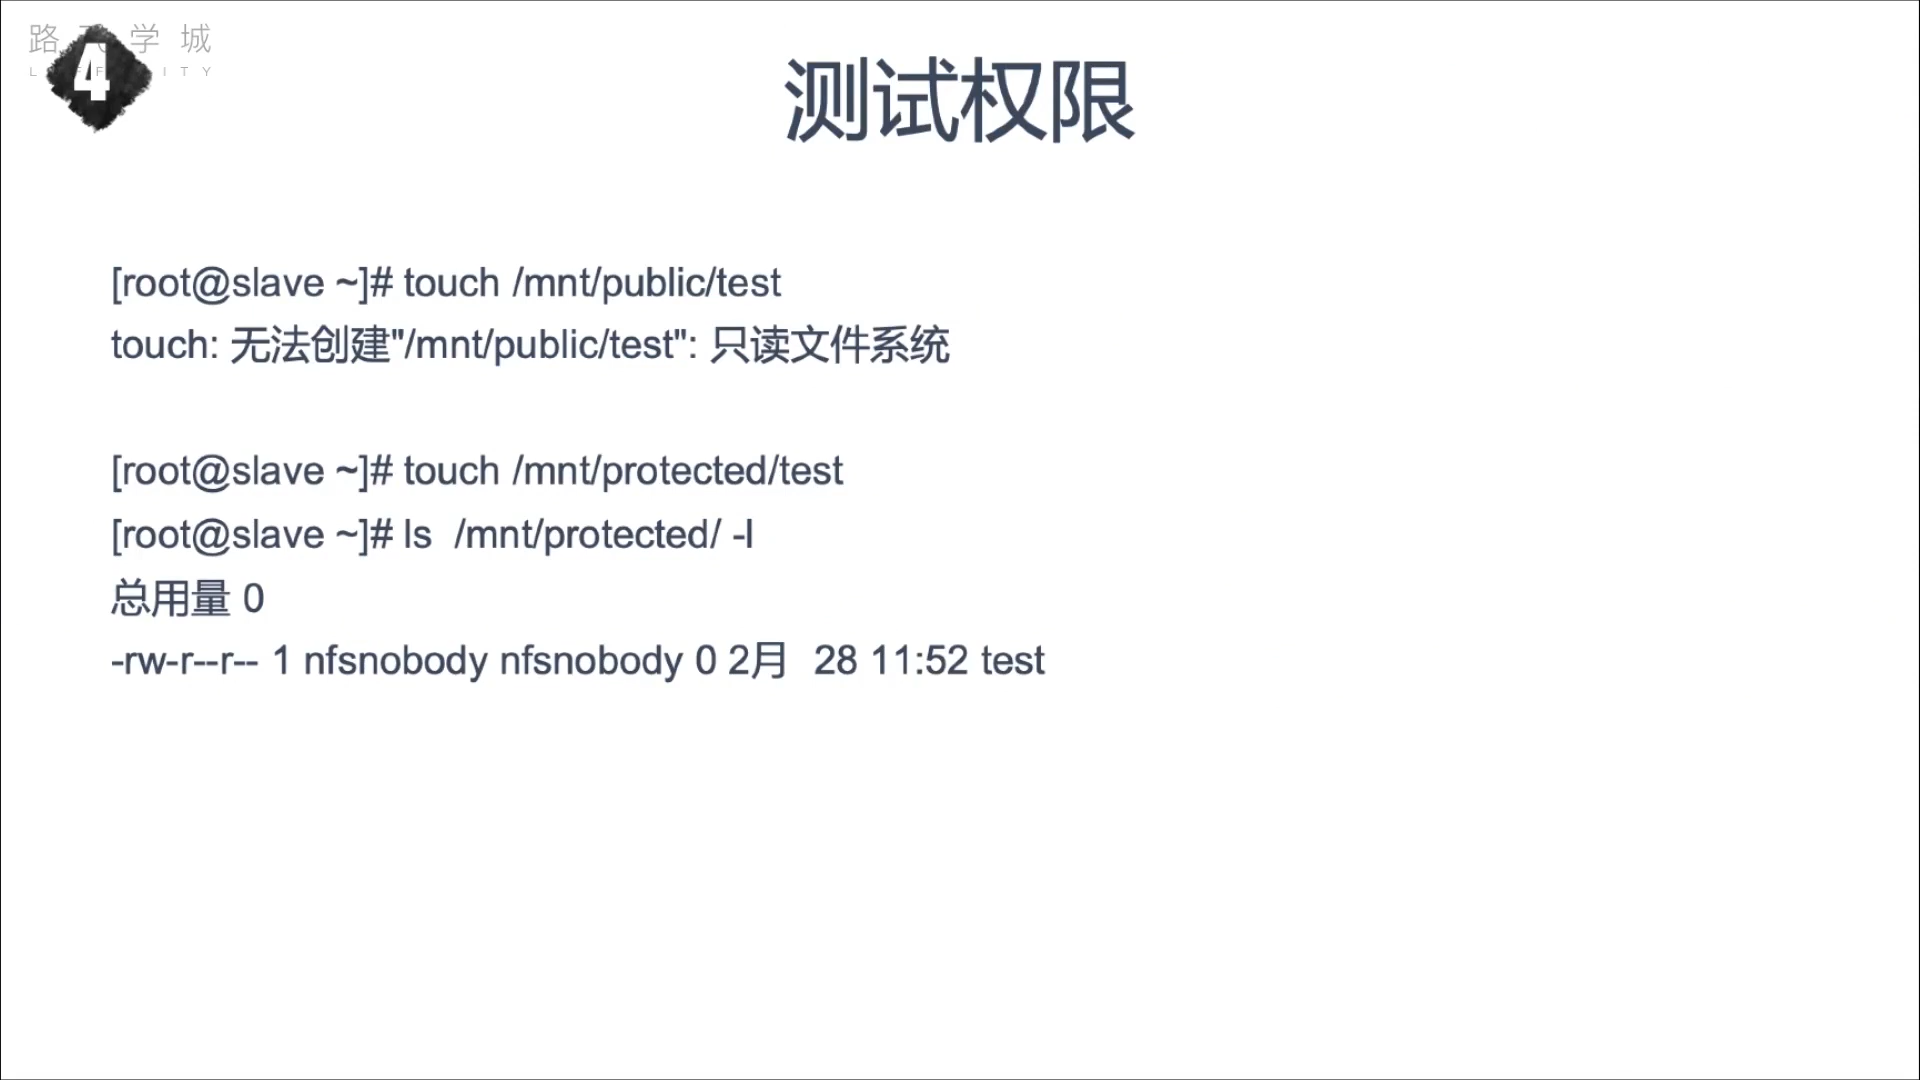 路 学 城
4
测试权限
[root@slave ~]# touch /mnt/public/test
touch: 无法创建"/mnt/public/test": 只读文件系统
[root@slave ~]# touch /mnt/protected/test
[root@slave ~]# ls  /mnt/protected/ -l
总用量 0
-rw-r--r-- 1 nfsnobody nfsnobody 0 2月  28 11:52 test